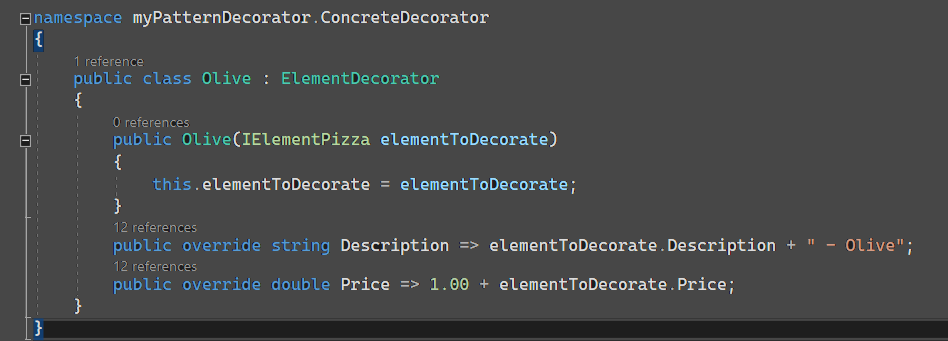 namespace myPatternDecorator.ConcreteDecorator
{
1 reference
public class Olive : ElementDecorator
{
0 references
public Olive(IElementPizza elementToDecorate)
{
this.elementToDecorate = elementToDecorate;
}
12 references
public override string Description => elementToDecorate.Description + " - Olive";
12 references
public override double Price => 1.00 + elementToDecorate.Price;
}
}